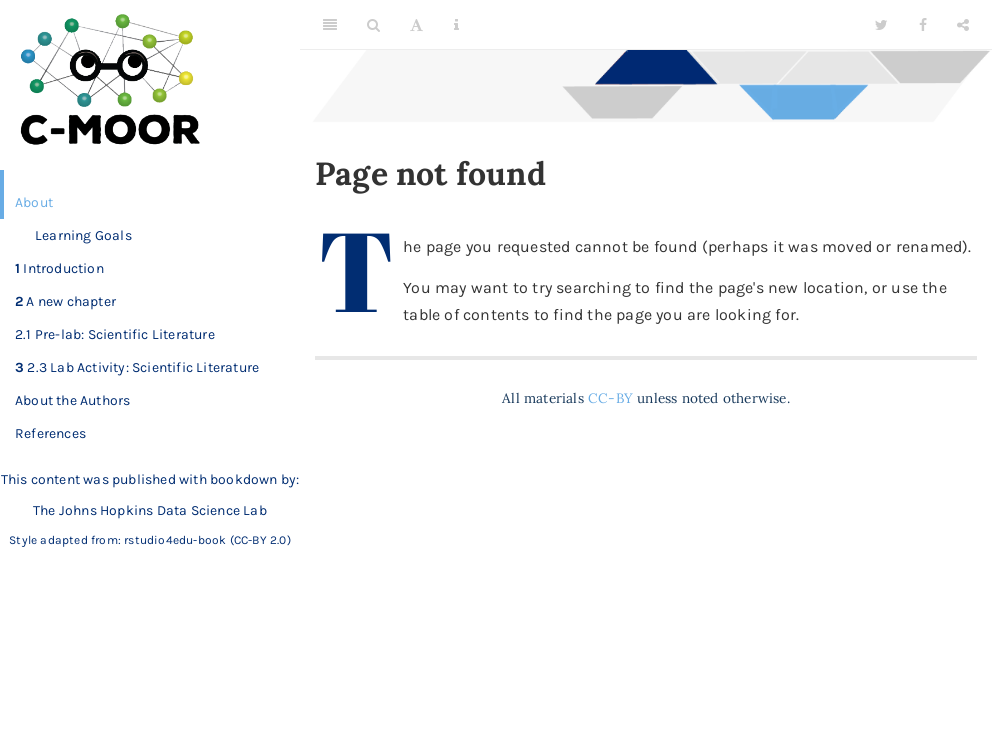 C-MOOR
About
Learning Goals
1 Introduction
2 A new chapter
2.1 Pre-lab: Scientific Literature
3 2.3 Lab Activity: Scientific Literature
About the Authors
References
This content was published with bookdown by:
The Johns Hopkins Data Science Lab
Style adapted from: rstudio4edu-book (CC-BY 2.0)
A
i
Page not found
The page you requested cannot be found (perhaps it was moved or renamed).
You may want to try searching to find the page's new location, or use the
table of contents to find the page you are looking for.
All materials CC-BY unless noted otherwise.